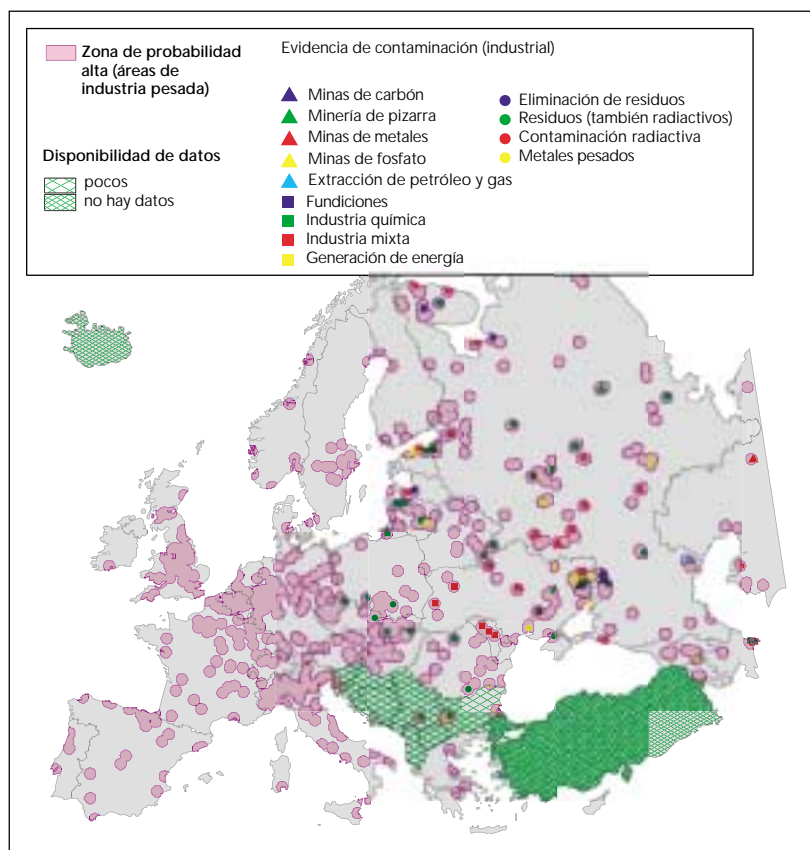 Zona de probabilidad
alta (áreas de
industria pesada)
Disponibilidad de datos
pocos
no hay datos
Evidencia de contaminación (industrial)
Minas de carbón
Minería de pizarra
Minas de metales
Minas de fosfato
Extracción de petróleo y gas
Fundiciones
Industria química
Industria mixta
Generación de energía
Eliminación de residuos
Residuos (también radiactivos)
Contaminación radiactiva
Metales pesados